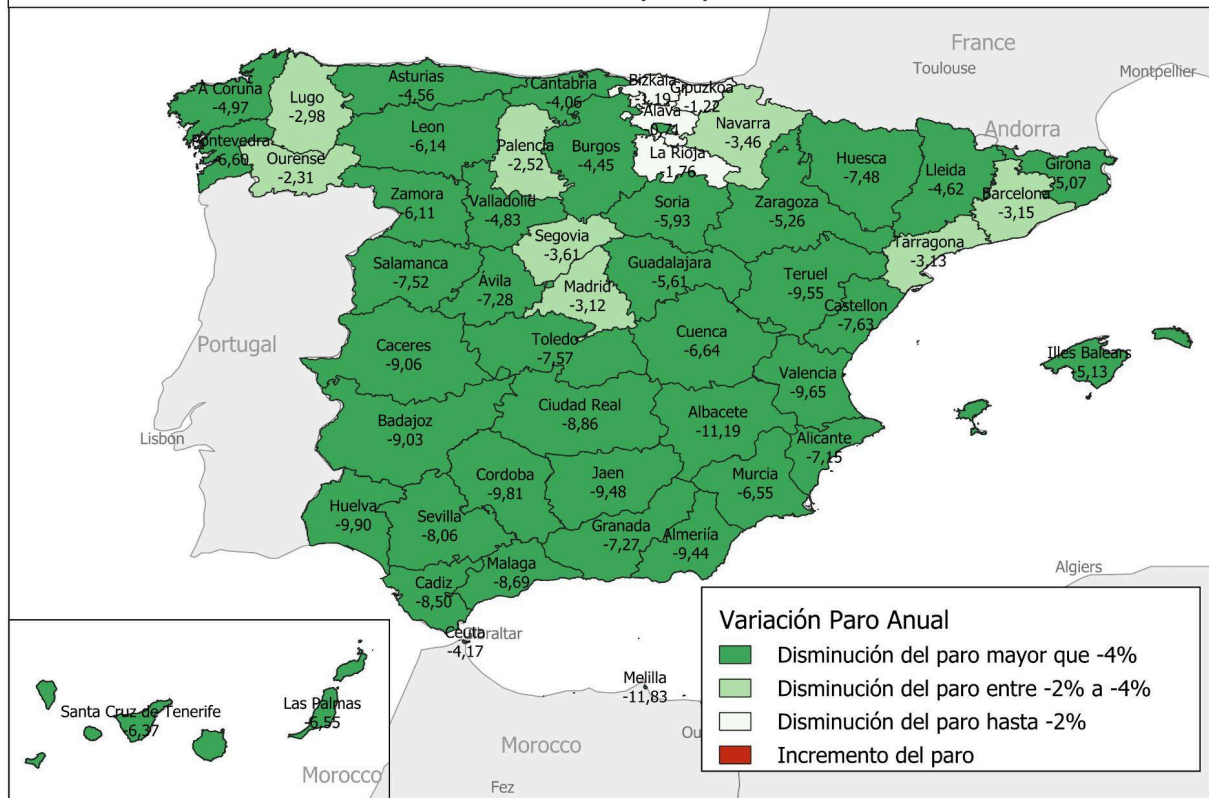 France
Toulouse
Montpellier
Andorra
A Coruña
-4,97
Lugo
-2,98
Asturias
-4,56
Cantabria
-4,06
Bizkaia
-1,19
Gipuzkoa
-1,22
Álava
-0,71
Navarra
-3,46
Pontevedra
-6,60
Ourense
-2,31
Leon
-6,14
Palencia
-2,52
Burgos
-4,45
La Rioja
-1,76
Huesca
-7,48
Lleida
-4,62
Girona
-5,07
Barcelona
-3,15
Zamora
-6,11
Valladolid
-4,83
Soria
-5,93
Zaragoza
-5,26
Tarragona
-3,13
Segovia
-3,61
Salamanca
-7,52
Ávila
-7,28
Madrid
-3,12
Guadalajara
-5,61
Teruel
-9,55
Castellon
-7,63
Portugal
Caceres
-9,06
Toledo
-7,57
Cuenca
-6,64
Valencia
-9,65
Illes Balears
-5,13
Lisbon
Badajoz
-9,03
Ciudad Real
-8,86
Albacete
-11,19
Alicante
-7,15
Huelva
-9,90
Sevilla
-8,06
Cordoba
-9,81
Jaen
-9,48
Murcia
-6,55
Granada
-7,27
Almeriía
-9,44
Cadiz
-8,50
Malaga
-8,69
Algiers
Ceuta
-4,17
Gibraltar
Melilla
-11,83
Ou
Morocco
Fez
Santa Cruz de Tenerife
-6,37
Las Palmas
-6,55
Morocco
Variación Paro Anual
Disminución del paro mayor que -4%
Disminución del paro entre -2% a -4%
Disminución del paro hasta -2%
Incremento del paro